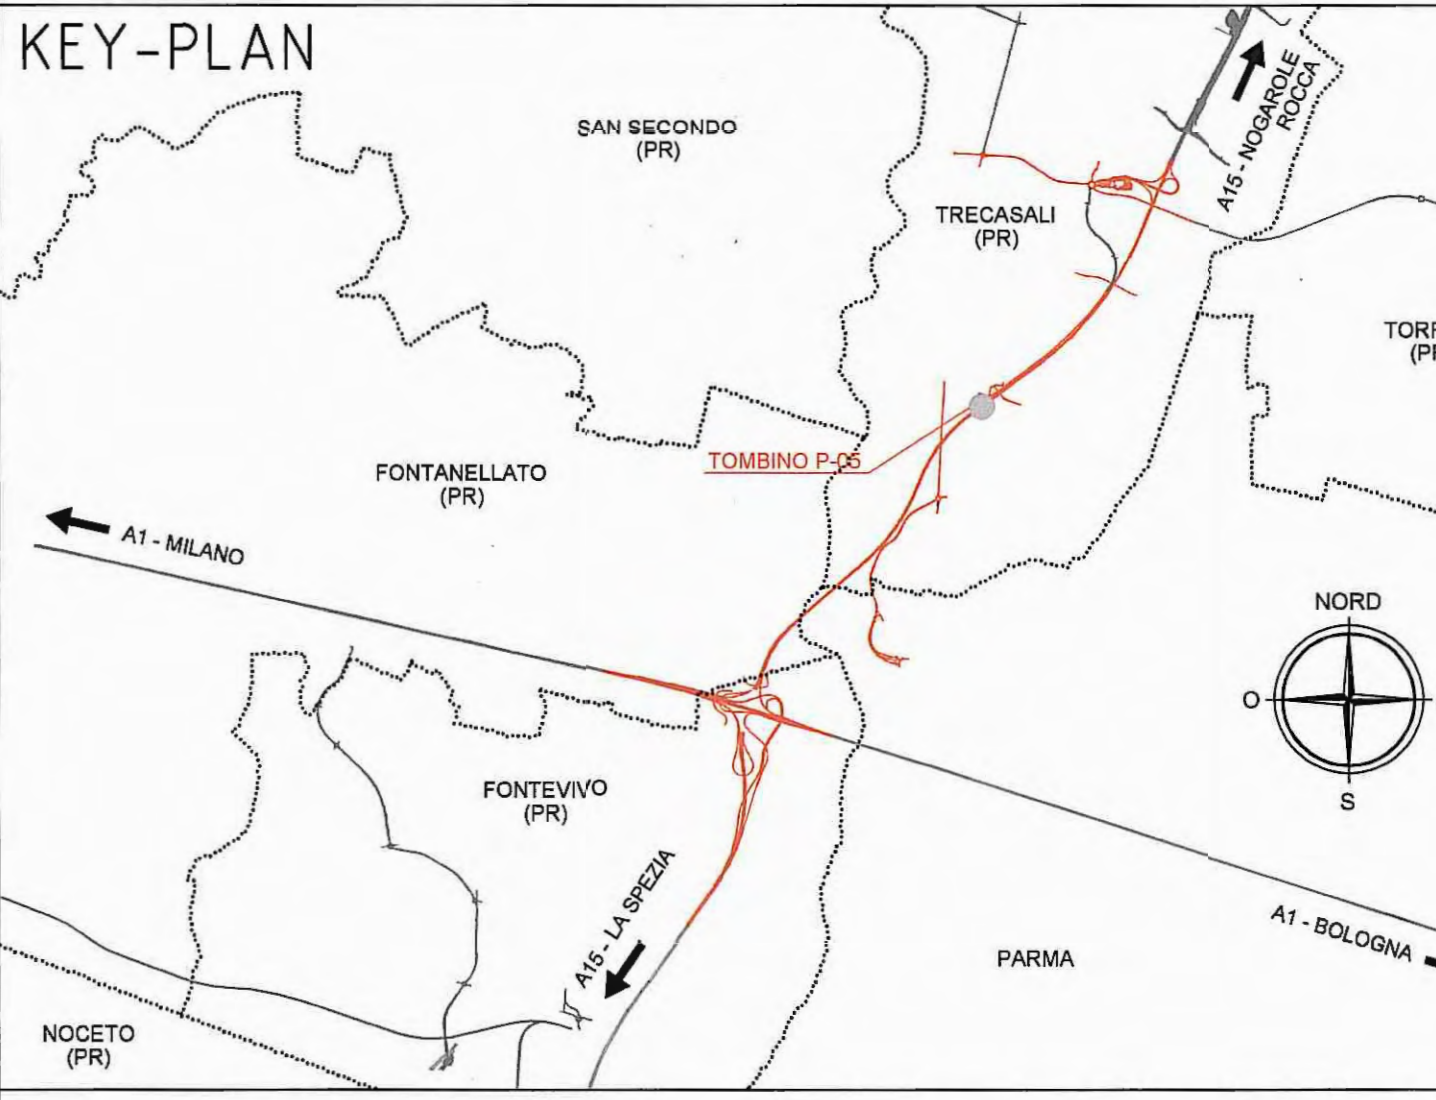 KEY-PLAN
SAN SECONDO
(PR)
A15 - NOGAROLE
ROCCA
TRECASALI
(PR)
TOMBINO P-05
FONTANELLATO
(PR)
A1 - MILANO
NORD
O
S
FONTEVIVO
(PR)
A15 - LA SPEZIA
A1 - BOLOGNA
PARMA
NOCETO
(PR)